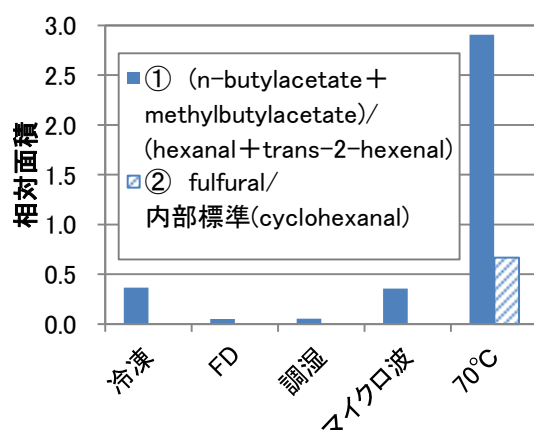 3.0
2.5
2.0
1.5
1.0
0.5
0.0
相対面積
① (n-butylacetate＋
methylbutylacetate)/
(hexanal＋trans-2-hexenal)
② fulfural/
内部標準(cyclohexanal)
冷凍
FD
調湿
マイクロ波
70℃